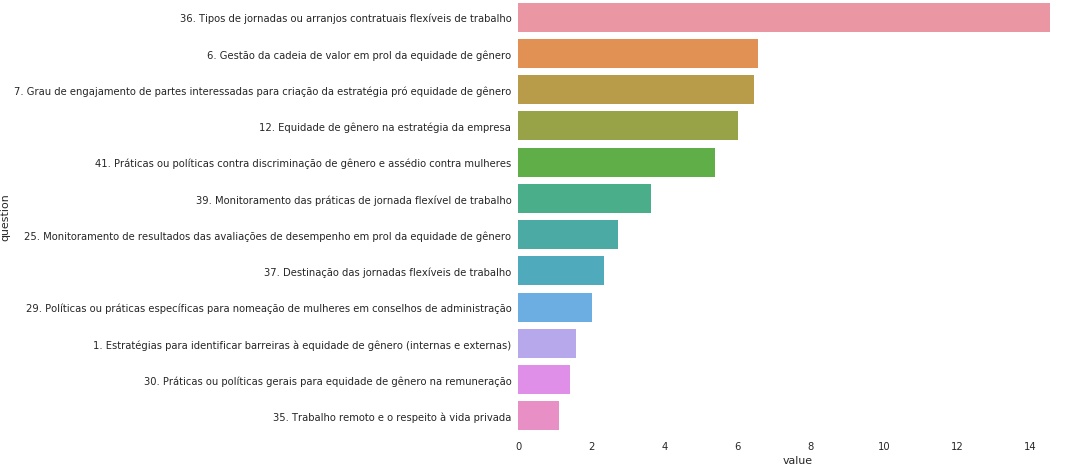 36. Tipos de jornadas ou arranjos contratuais flexíveis de trabalho
6. Gestão da cadeia de valor em prol da equidade de gênero
7. Grau de engajamento de partes interessadas para criação da estratégia pró equidade de gênero
12. Equidade de gênero na estratégia da empresa
41. Práticas ou políticas contra discriminação de gênero e assédio contra mulheres
39. Monitoramento das práticas de jornada flexível de trabalho
25. Monitoramento de resultados das avaliações de desempenho em prol da equidade de gênero
37. Destinação das jornadas flexíveis de trabalho
29. Políticas ou práticas específicas para nomeação de mulheres em conselhos de administração
1. Estratégias para identificar barreiras à equidade de gênero (internas e externas)
30. Práticas ou políticas gerais para equidade de gênero na remuneração
35. Trabalho remoto e o respeito à vida privada
question
0 2 4 6 8 10 12 14
value